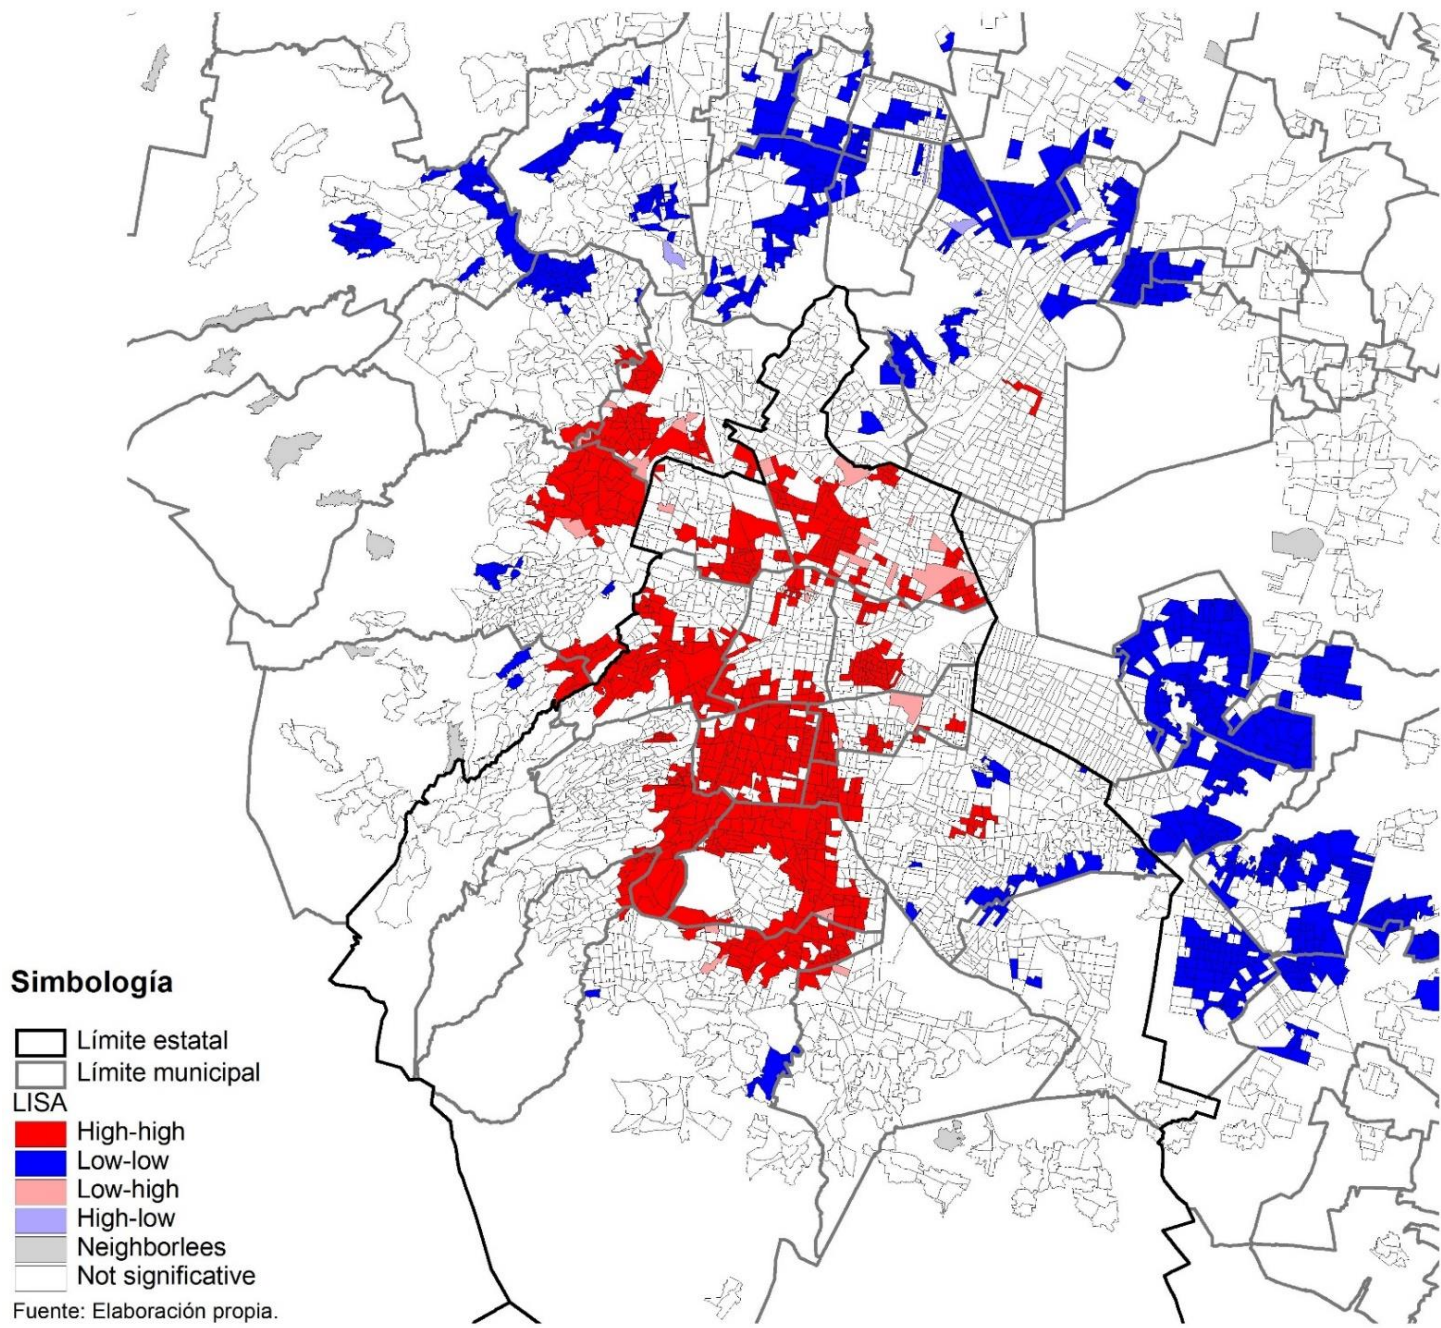 Simbología
Límite estatal
Límite municipal
LISA
High-high
Low-low
Low-high
High-low
Neighborlees
Not significative
Fuente: Elaboración propia.